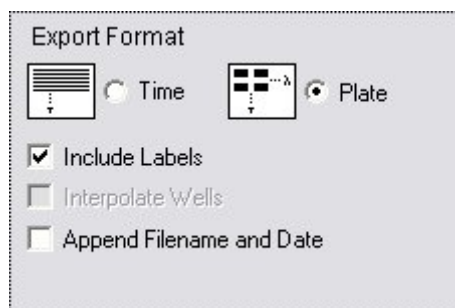 Export Format
Time
λ
Plate
Include Labels
Interpolate Wells
Append Filename and Date